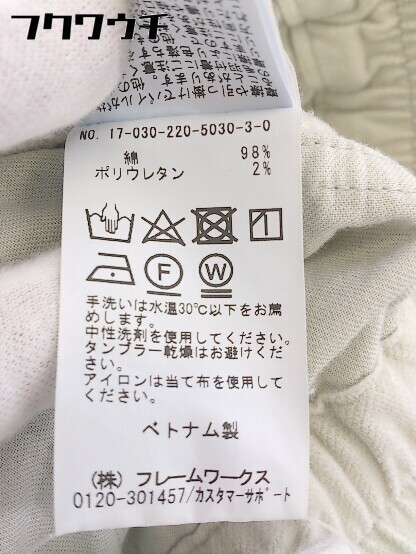 フクワウチ
NO. 17-030-220-5030-3-0
綿 98%
ポリウレタン 2%
F
W
手洗いは水温30℃以下をお薦
めします。
中性洗剤を使用してください。
タンブラー乾燥はお避けくだ
さい。
アイロンは当て布を使用して
ください。
ベトナム製
(株) フレームワークス
0120-301457/カスタマーサポート